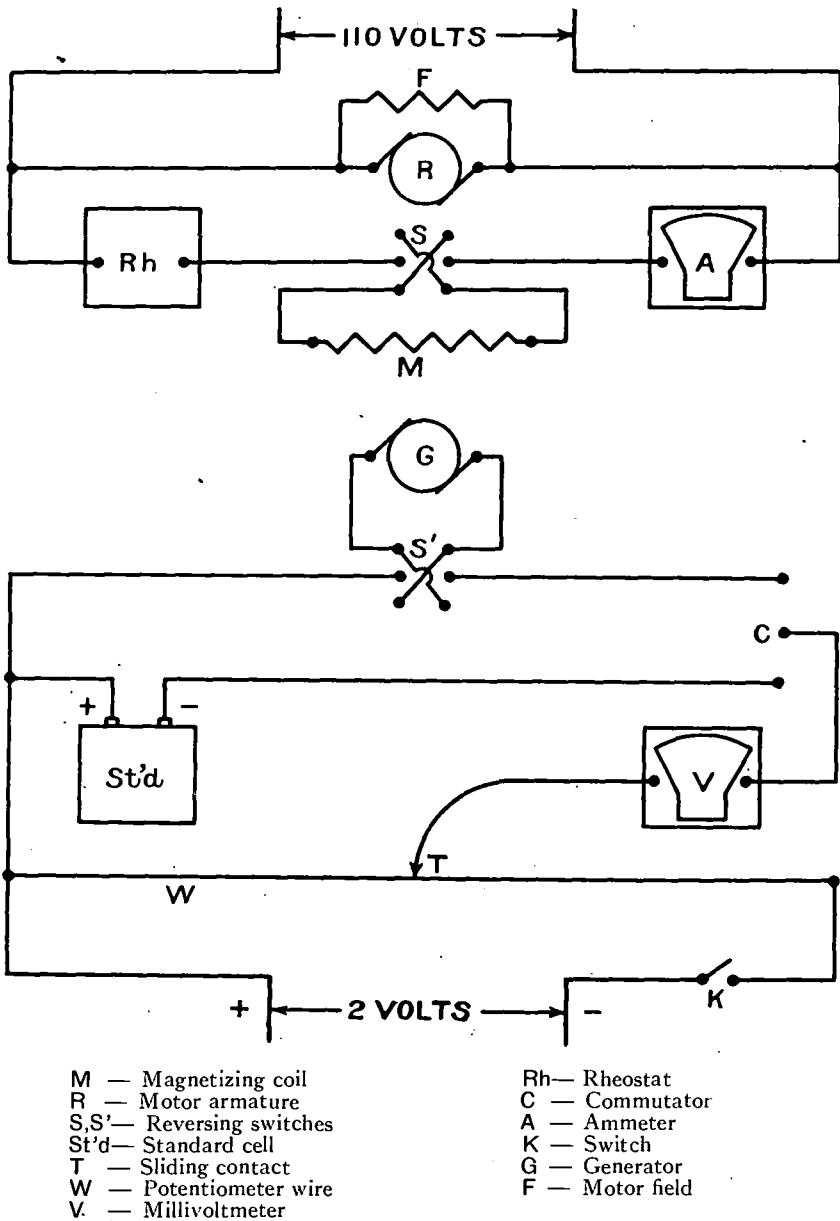 110 VOLTS
F
R
S
Rh
A
M
G
S'
C
+ -
St'd
V
T
W
+ 2 VOLTS -
K
M — Magnetizing coil
R — Motor armature
S,S' — Reversing switches
St'd — Standard cell
T — Sliding contact
W — Potentiometer wire
V. — Millivoltmeter
Rh — Rheostat
C — Commutator
A — Ammeter
K — Switch
G — Generator
F — Motor field